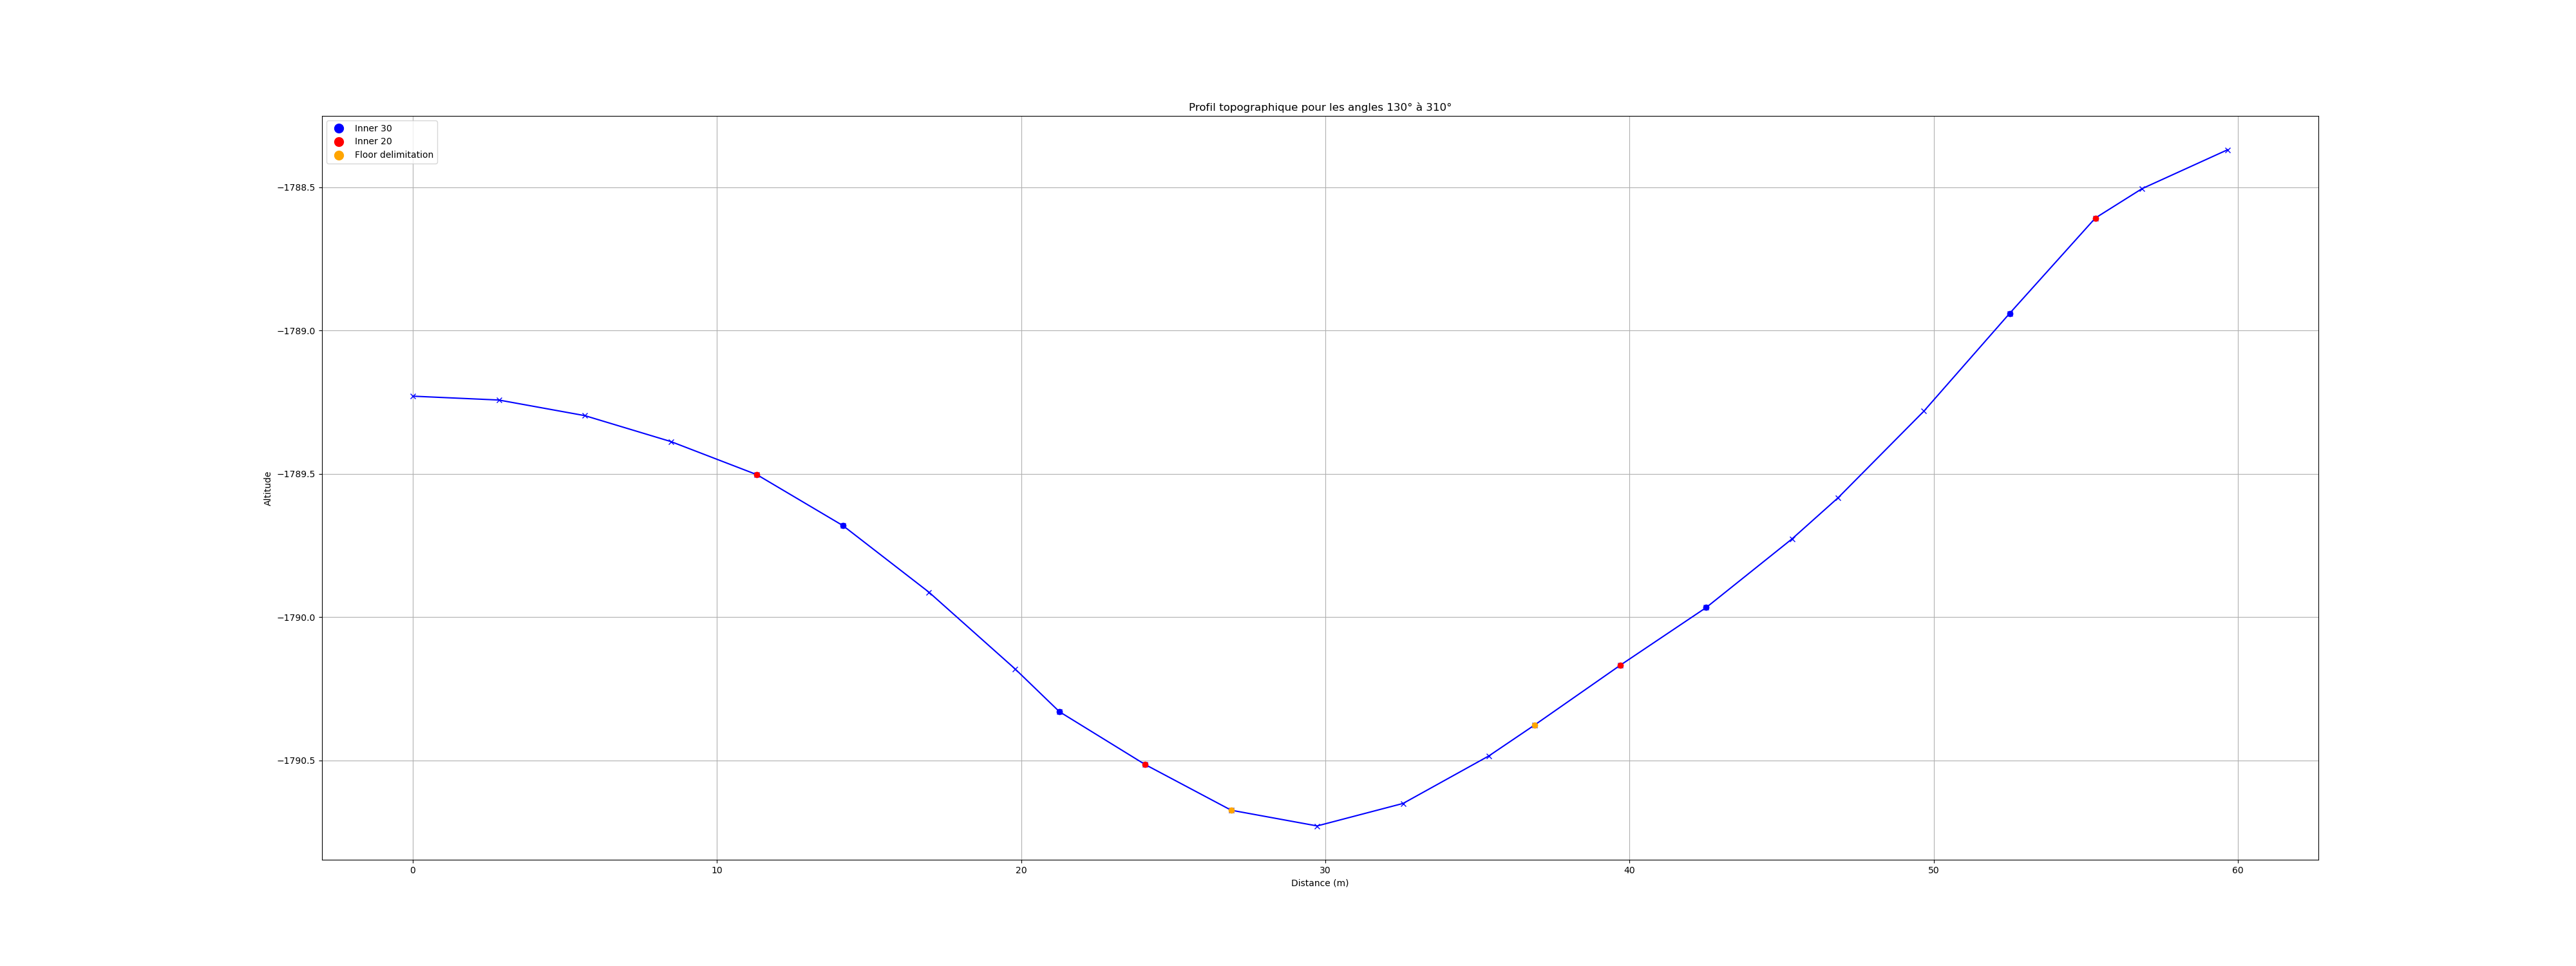 Profil topographique pour les angles 130° à 310°
Inner 30
Inner 20
Floor delimitation
−1788.5
−1789.0
−1789.5
−1790.0
−1790.5
Altitude
0 10 20 30 40 50 60
Distance (m)